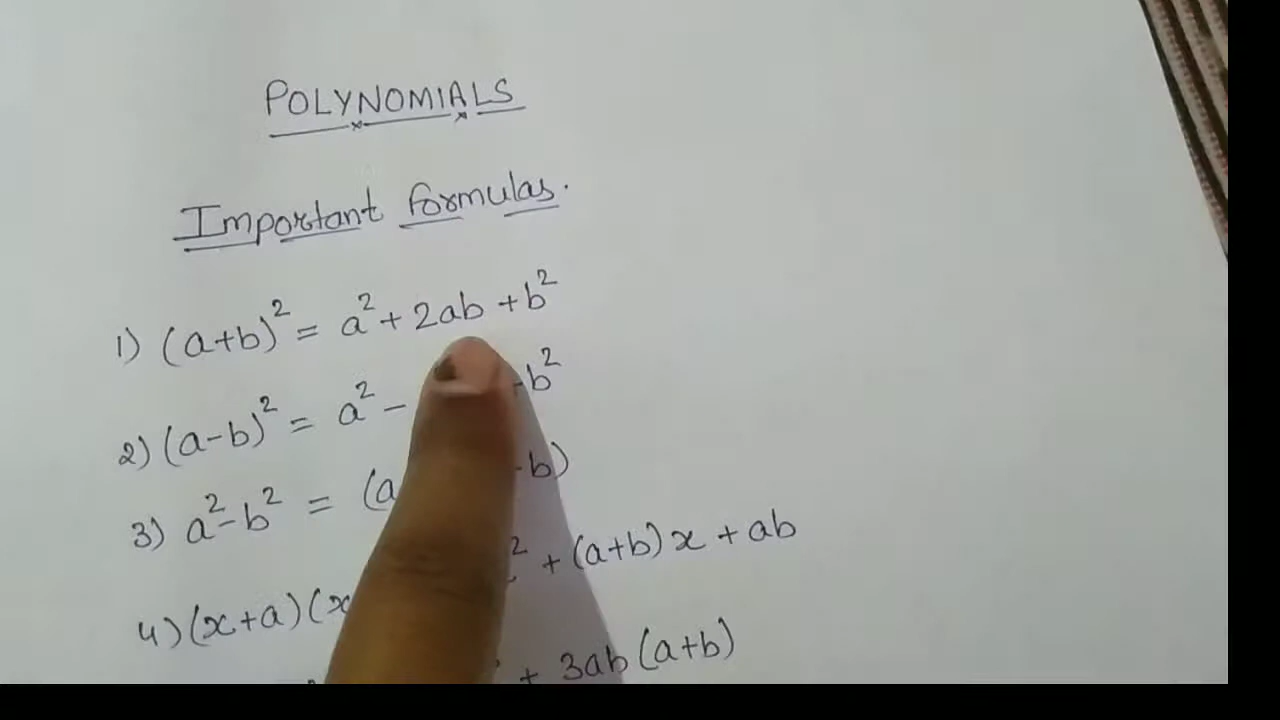 POLYNOMIALS
Important formulas.
1) (a+b)² = a² + 2ab + b²
2) (a-b)² = a² - b²
3) a² - b² = (a -b)
4) (x+a)(x ² + (a+b)x + ab
+ 3ab(a+b)